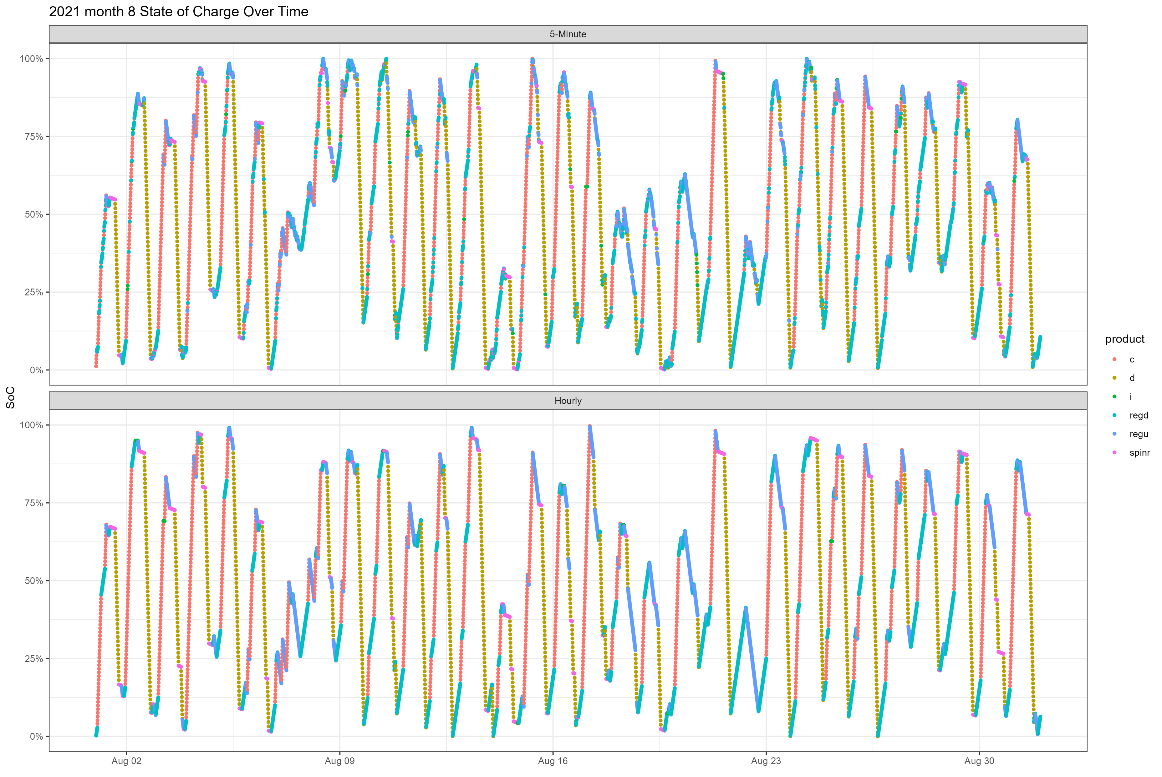 2021 month 8 State of Charge Over Time
5-Minute
100%
75%
50%
25%
0%
Hourly
100%
75%
50%
25%
0%
SoC
Aug 02
Aug 09
Aug 16
Aug 23
Aug 30
product
c
d
i
regd
regu
spinr